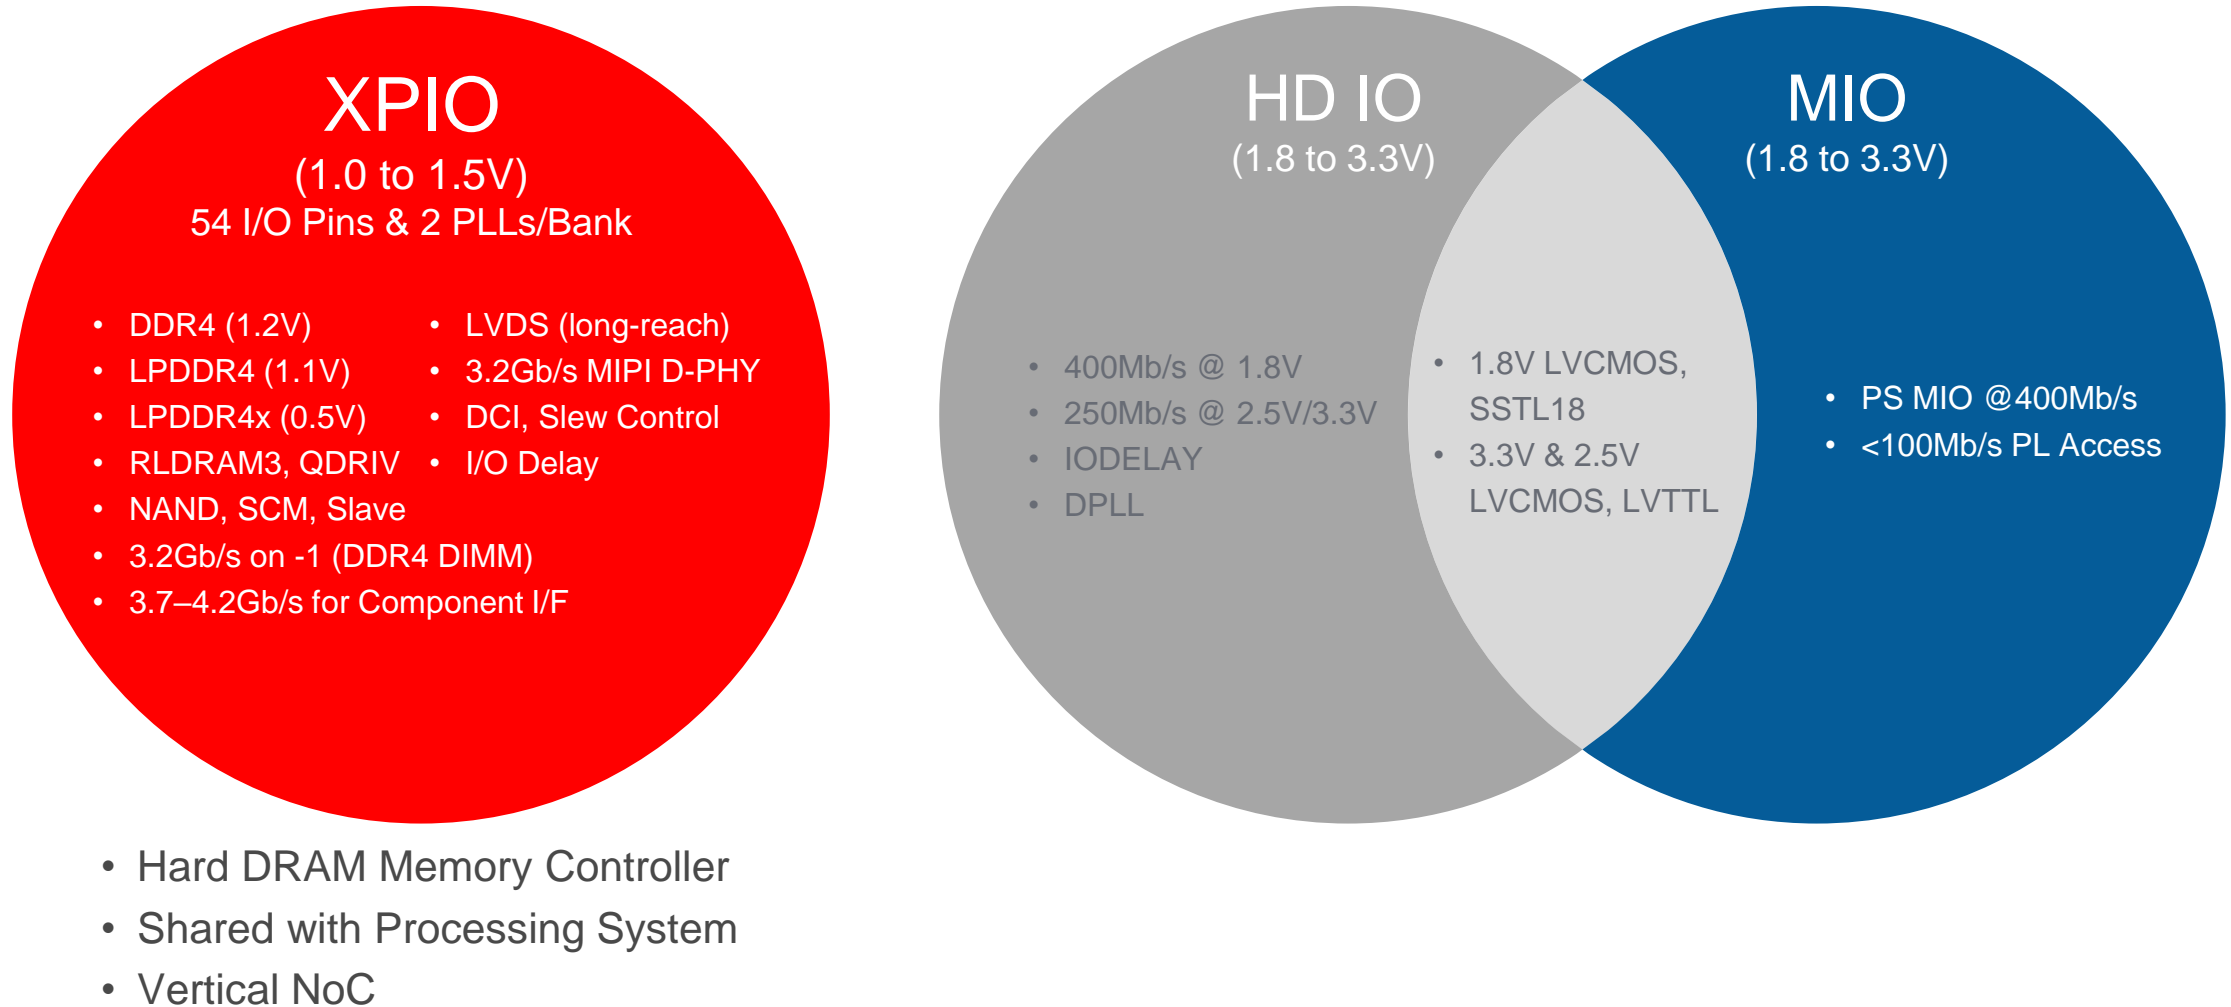 XPIO
(1.0 to 1.5V)
54 I/O Pins & 2 PLLs/Bank
• DDR4 (1.2V)
• LPDDR4 (1.1V)
• LPDDR4x (0.5V)
• RLDRAM3, QDRIV
• NAND, SCM, Slave
• 3.2Gb/s on -1 (DDR4 DIMM)
• 3.7–4.2Gb/s for Component I/F
• LVDS (long-reach)
• 3.2Gb/s MIPI D-PHY
• DCI, Slew Control
• I/O Delay
• Hard DRAM Memory Controller
• Shared with Processing System
• Vertical NoC
HD IO
(1.8 to 3.3V)
• 400Mb/s @ 1.8V
• 250Mb/s @ 2.5V/3.3V
• IODELAY
• DPLL
• 1.8V LVCMOS,
SSTL18
• 3.3V & 2.5V
LVCMOS, LVTTL
MIO
(1.8 to 3.3V)
• PS MIO @400Mb/s
• <100Mb/s PL Access